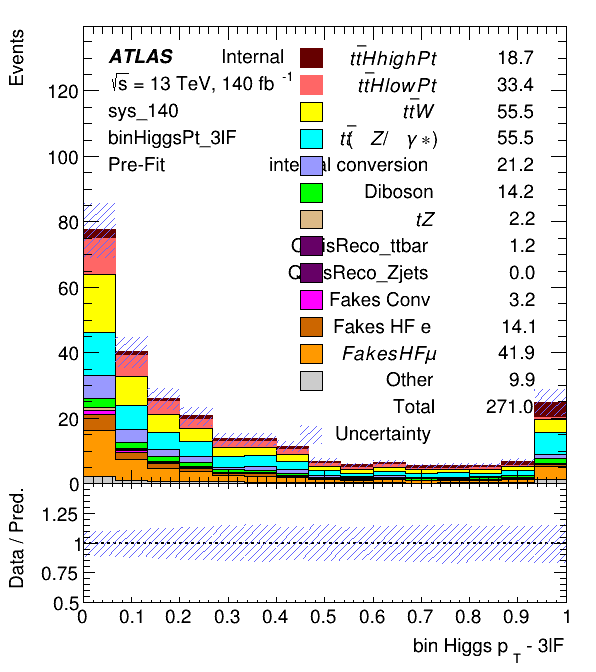 Events
ATLAS Internal
√s = 13 TeV, 140 fb -1
sys_140
binHiggsPt_3lF
Pre-Fit
tt̅HhighPt 18.7
tt̅HlowPt 33.4
tt̅W 55.5
tt̅( Z/ γ*) 55.5
internal conversion 21.2
Diboson 14.2
tZ 2.2
QmisReco_ttbar 1.2
QmisReco_Zjets 0.0
Fakes Conv 3.2
Fakes HF e 14.1
FakesHFμ 41.9
Other 9.9
Total 271.0
Uncertainty
120
100
80
60
40
20
0
Data / Pred.
1.25
1
0.75
0.5
0 0.1 0.2 0.3 0.4 0.5 0.6 0.7 0.8 0.9 1
bin Higgs p T - 3lF